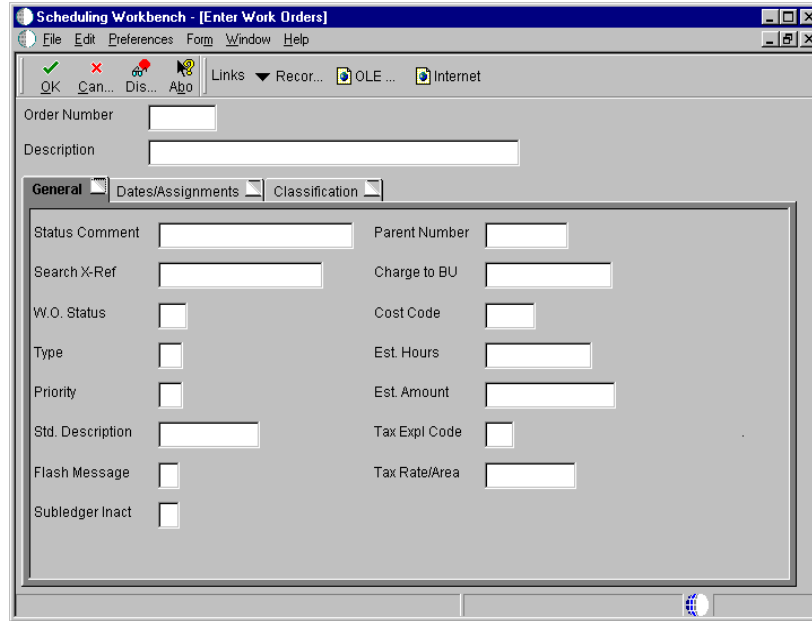 Scheduling Workbench - [Enter Work Orders]
File Edit Preferences Form Window Help
OK Can... Dis... Abo Links Recor... OLE ... Internet
Order Number
Description
General Dates/Assignments Classification
Status Comment Parent Number
Search X-Ref Charge to BU
W.O. Status Cost Code
Type Est. Hours
Priority Est. Amount
Std. Description Tax Expl Code
Flash Message Tax Rate/Area
Subledger Inact